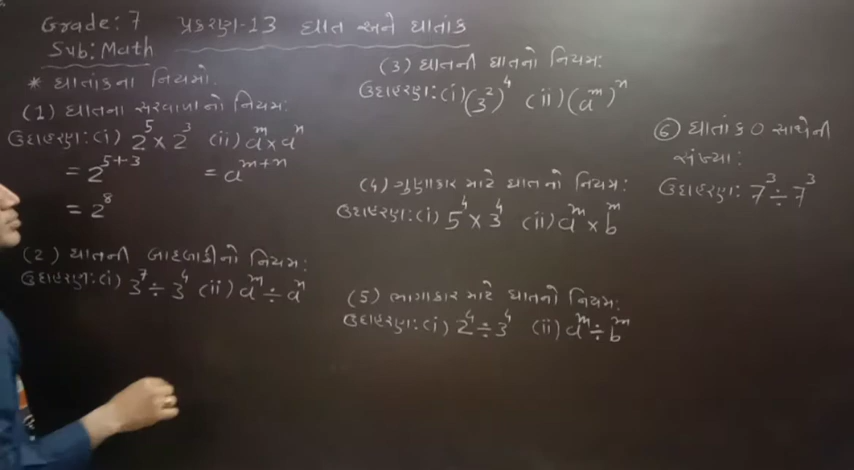 Grade: 7 પ્રકરણ-13 ઘાત અને ઘાતાંક
Sub: Math
* ઘાતાંકના નિયમો.
(1) ઘાતના સરવાળાનો નિયમ:
ઉદાહરણ: (i) 2⁵ × 2³ (ii) aᵐ × aⁿ
= 2⁵⁺³ = aᵐ⁺ⁿ
= 2⁸
(2) ઘાતની બાદબાકીનો નિયમ:
ઉદાહરણ: (i) 3⁷ ÷ 3⁴ (ii) aᵐ ÷ aⁿ
(3) ઘાતની ઘાતનો નિયમ:
ઉદાહરણ: (i) (3²)⁴ (ii) (aᵐ)ⁿ
(4) ગુણાકાર માટે ઘાતનો નિયમ:
ઉદાહરણ: (i) 5⁴ × 3⁴ (ii) aᵐ × bᵐ
(5) ભાગાકાર માટે ઘાતનો નિયમ:
ઉદાહરણ: (i) 2⁴ ÷ 3⁴ (ii) aᵐ ÷ bᵐ
⑥ ઘાતાંક 0 સાથેની
સંખ્યા:
ઉદાહરણ: 7³ ÷ 7³